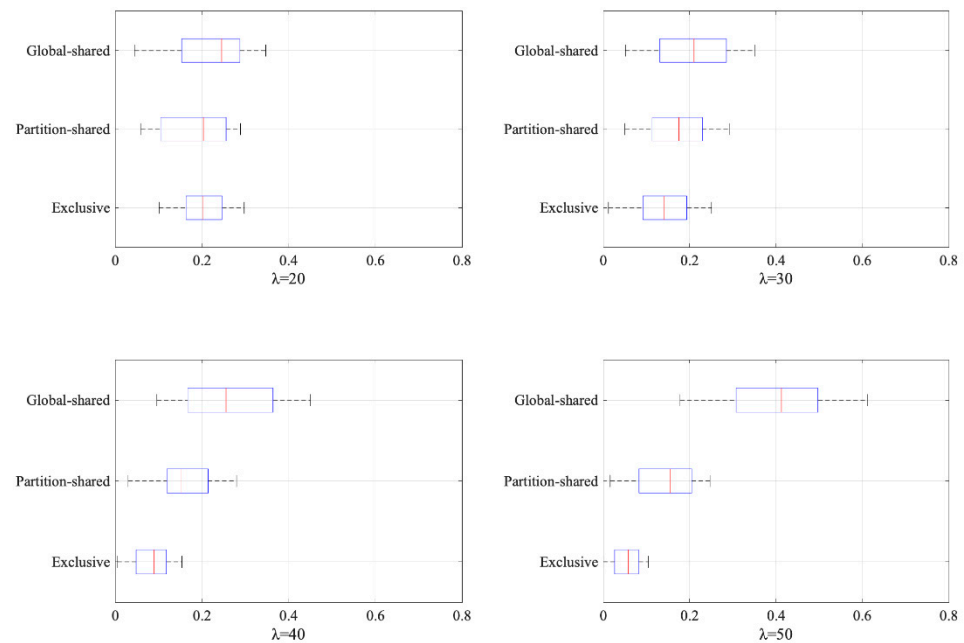 Global-shared
Partition-shared
Exclusive
0 0.2 0.4 0.6 0.8
λ=20
Global-shared
Partition-shared
Exclusive
0 0.2 0.4 0.6 0.8
λ=30
Global-shared
Partition-shared
Exclusive
0 0.2 0.4 0.6 0.8
λ=40
Global-shared
Partition-shared
Exclusive
0 0.2 0.4 0.6 0.8
λ=50